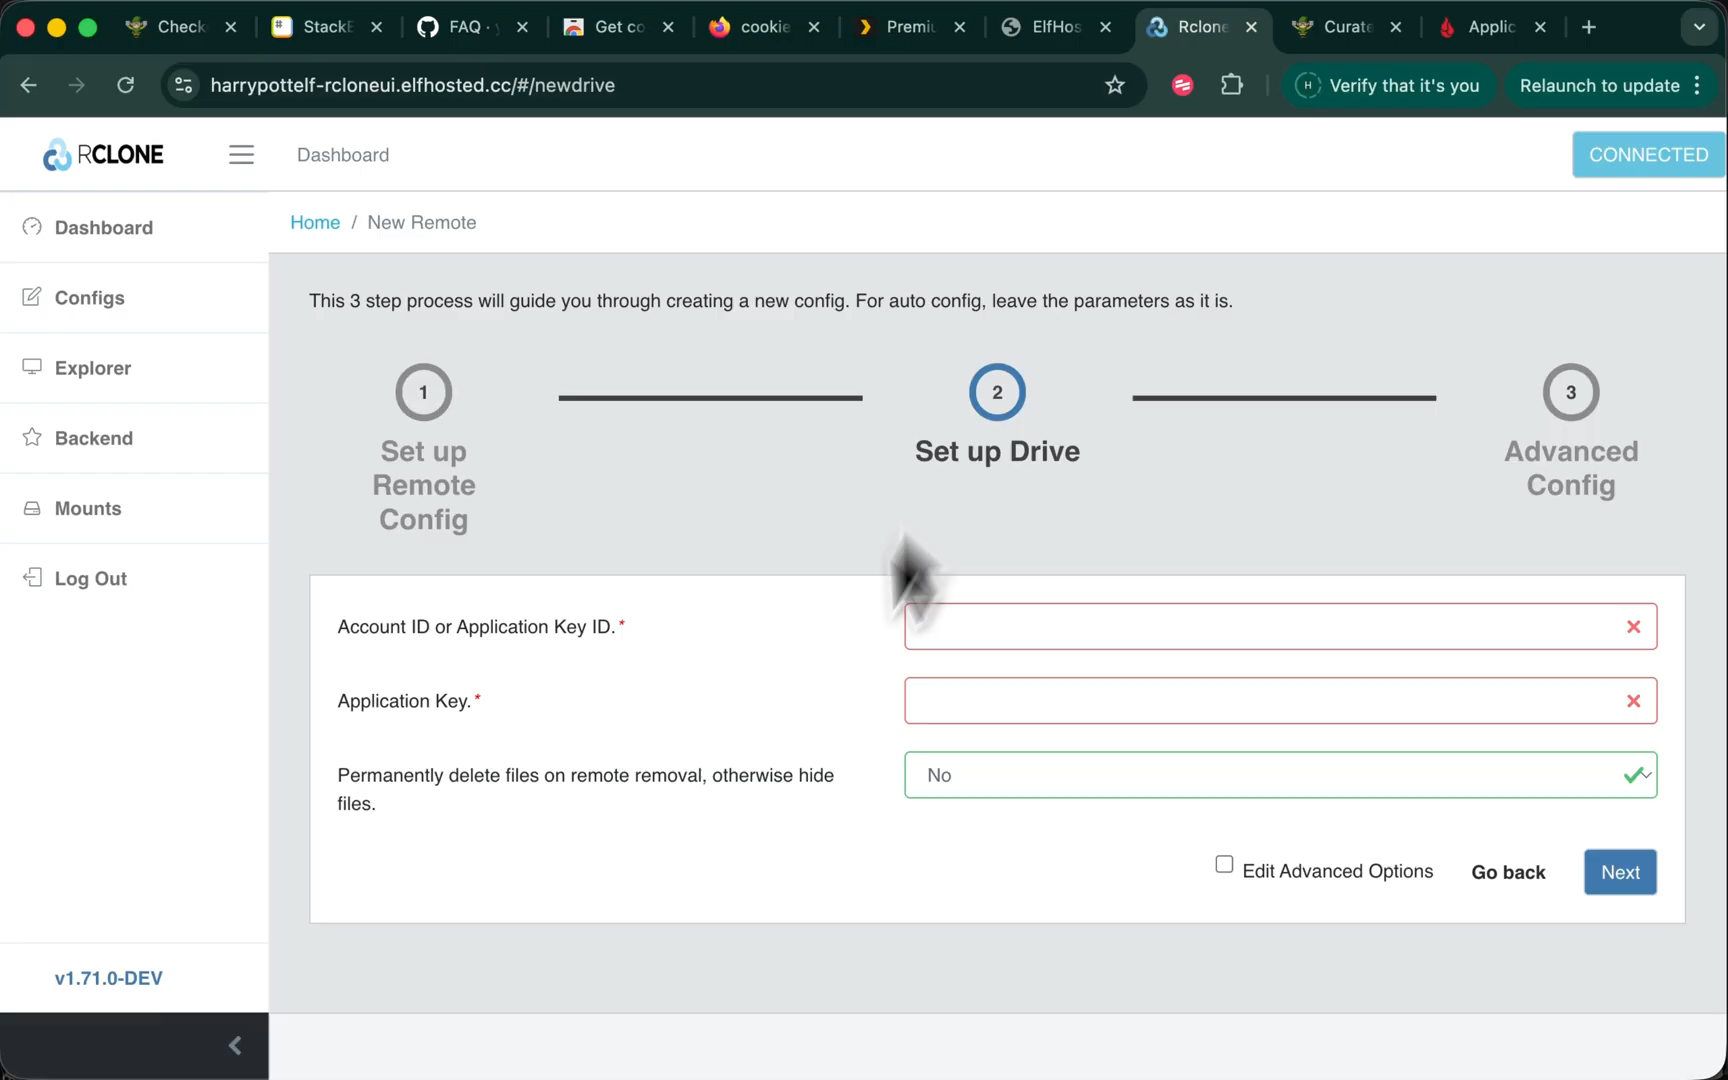 Check
StackE
FAQ ·
Get co
cookie
Premiu
ElfHos
Rclone
Curate
Applic
harrypottelf-rcloneui.elfhosted.cc/#/newdrive
H
Verify that it's you
Relaunch to update
RCLONE
Dashboard
CONNECTED
Dashboard
Configs
Explorer
Backend
Mounts
Log Out
v1.71.0-DEV
Home / New Remote
This 3 step process will guide you through creating a new config. For auto config, leave the parameters as it is.
1
Set up
Remote
Config
2
Set up Drive
3
Advanced
Config
Account ID or Application Key ID.*
Application Key.*
Permanently delete files on remote removal, otherwise hide
files.
No
Edit Advanced Options
Go back
Next